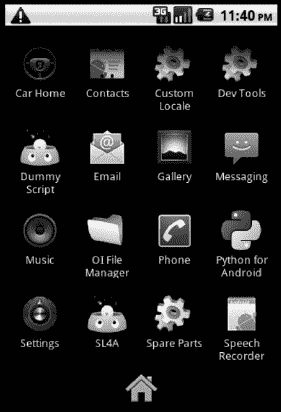 3G 11:40 PM
Car Home Contacts Custom Locale Dev Tools
Dummy Script Email Gallery Messaging
Music OI File Manager Phone Python for Android
Settings SL4A Spare Parts Speech Recorder